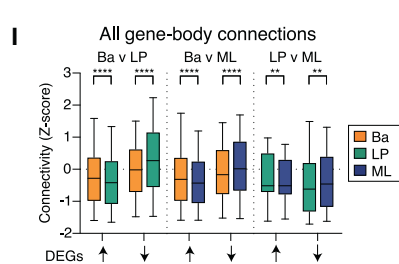 I
All gene-body connections
Ba v LP Ba v ML LP v ML
**** **** **** **** ** **
Connectivity (Z-score)
3
2
1
0
-1
-2
Ba
LP
ML
DEGs ↑ ↓ ↑ ↓ ↑ ↓